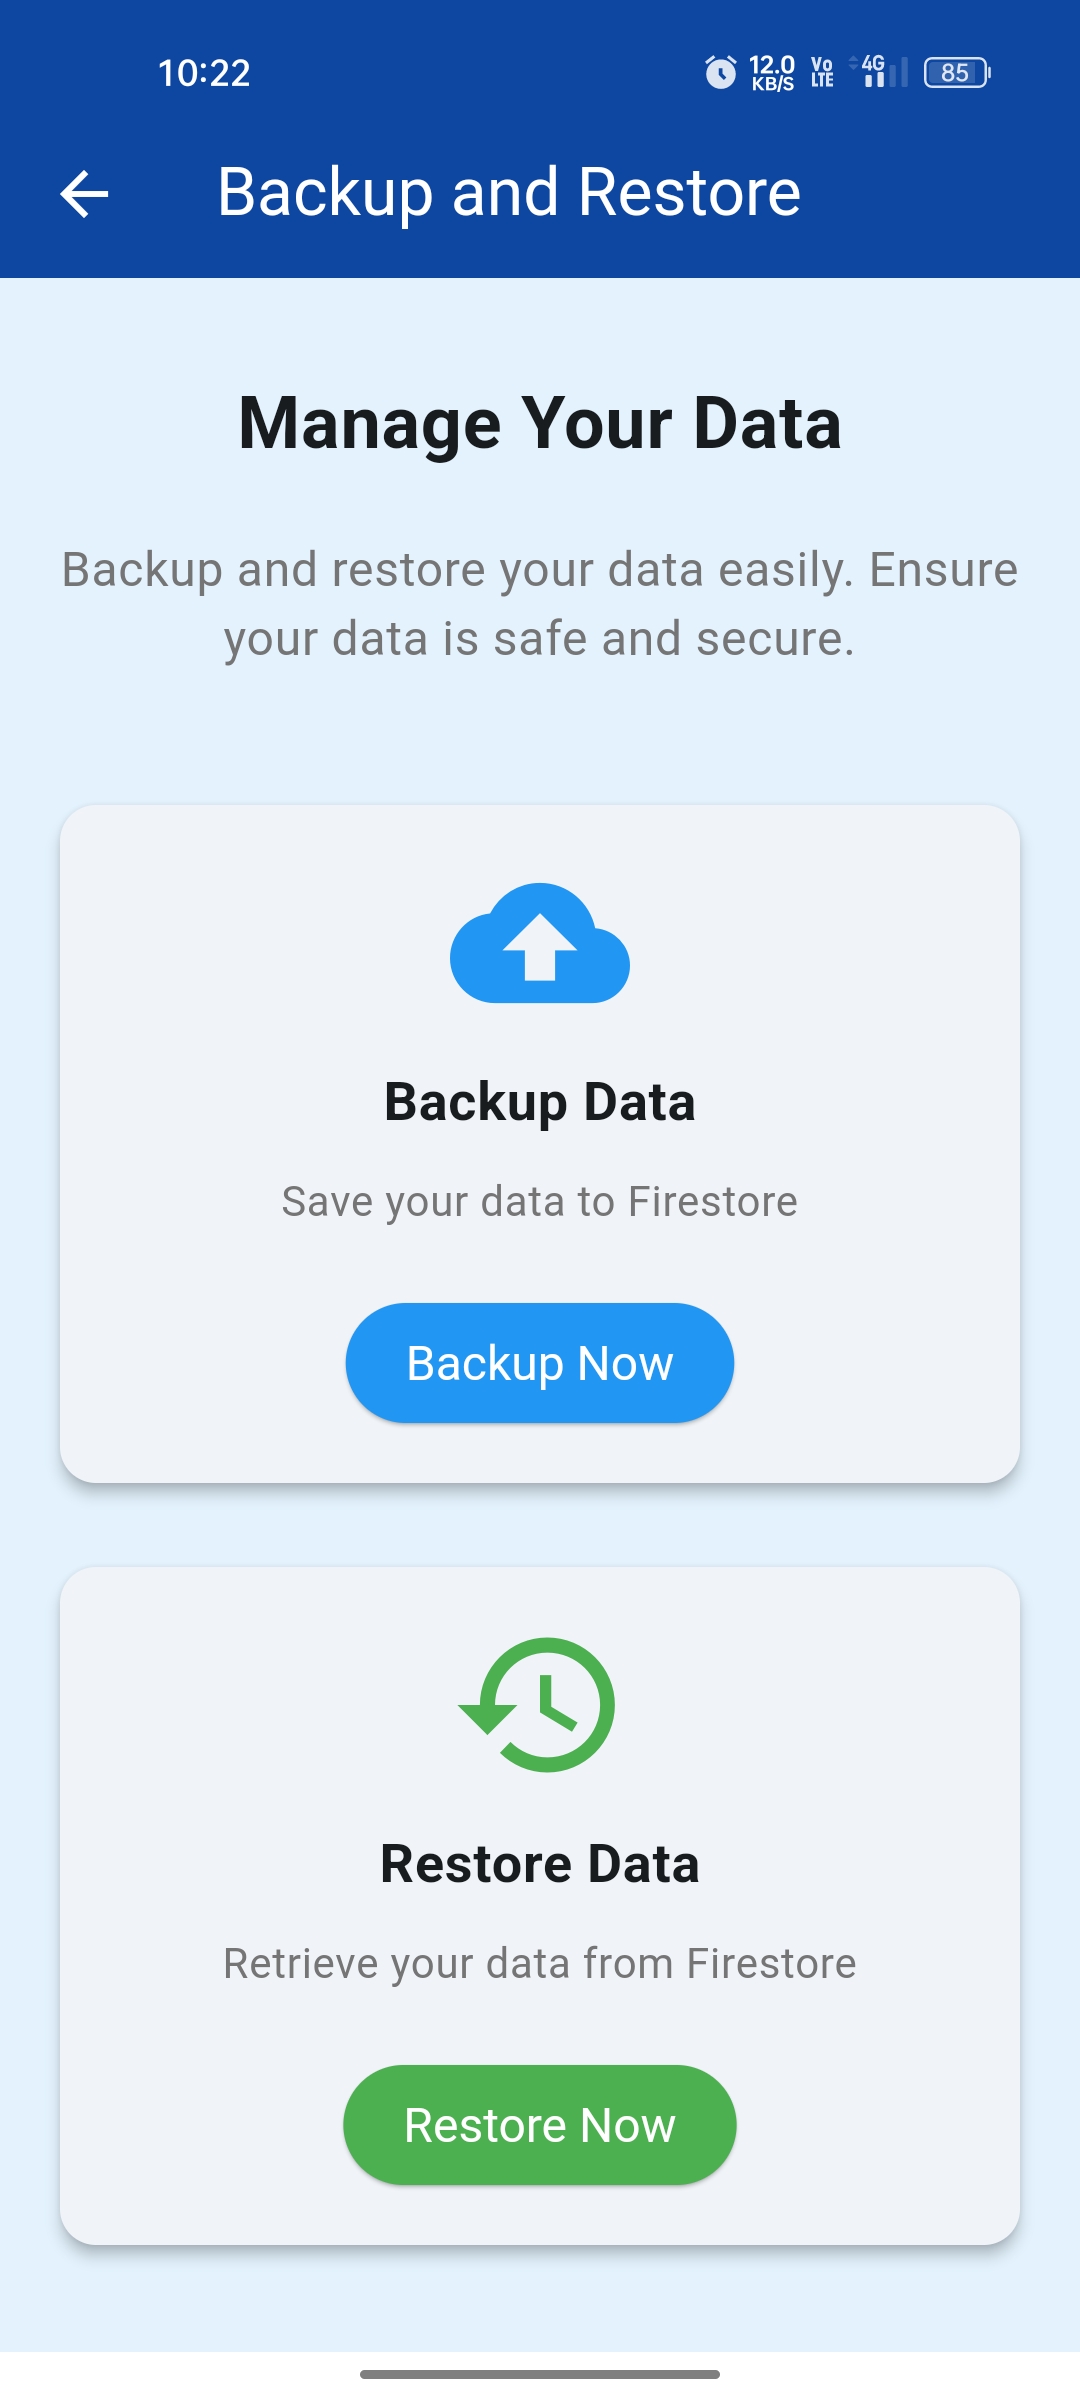 10:22
12.0
KB/S
Vo
LTE
4G
85
Backup and Restore
Manage Your Data
Backup and restore your data easily. Ensure
your data is safe and secure.
Backup Data
Save your data to Firestore
Backup Now
Restore Data
Retrieve your data from Firestore
Restore Now